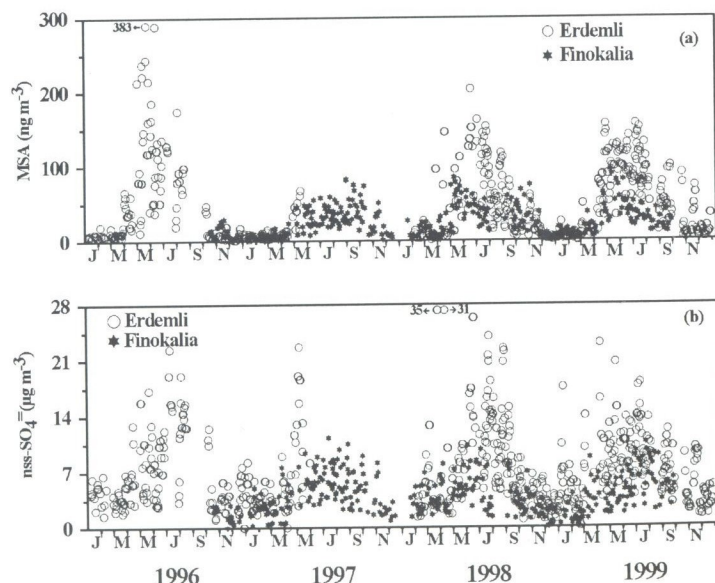 383←
300
200
100
0
MSA (ng m⁻³)
○ Erdemli
✱ Finokalia
(a)
J M M J S N J M M J S N J M M J S N J M M J S N
28
21
14
7
0
nss-SO₄⁼ (µg m⁻³)
○ Erdemli
✱ Finokalia
35← →31
(b)
J M M J S N J M M J S N J M M J S N J M M J S N
1996 1997 1998 1999